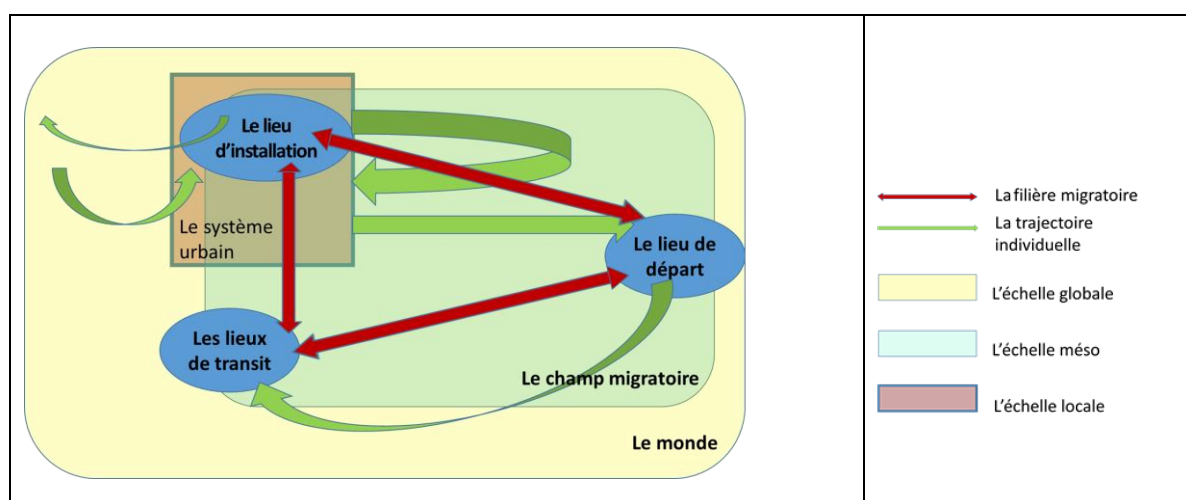 Le lieu
d'installation
Le système
urbain
Le lieu de
départ
Les lieux
de transit
Le champ migratoire
Le monde
La filière migratoire
La trajectoire
individuelle
L'échelle globale
L'échelle méso
L'échelle locale